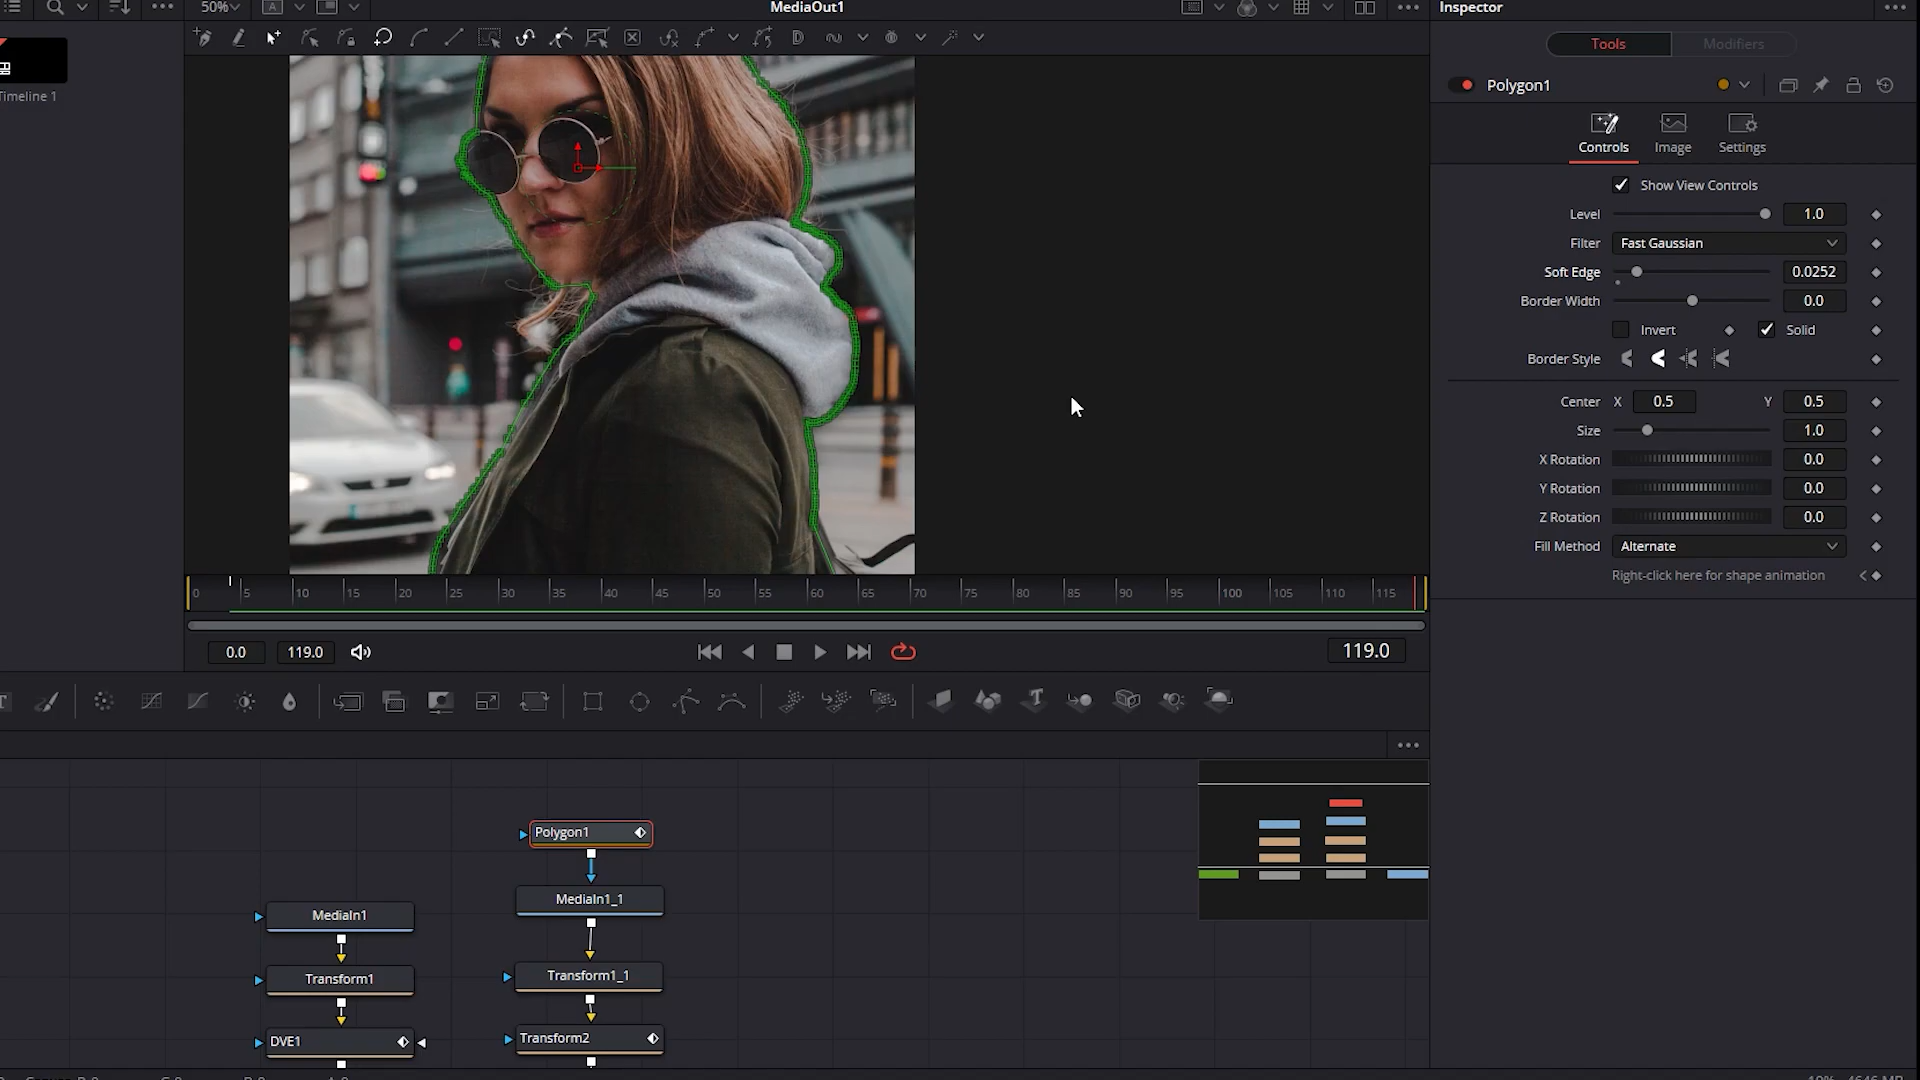 50%
A
MediaOut1
Inspector
Tools
Modifiers
Timeline 1
Polygon1
Controls
Image
Settings
Show View Controls
Level
1.0
Filter
Fast Gaussian
Soft Edge
0.0252
Border Width
0.0
Invert
Solid
Border Style
Center
X
0.5
Y
0.5
Size
1.0
X Rotation
0.0
Y Rotation
0.0
Z Rotation
0.0
Fill Method
Alternate
Right-click here for shape animation
0 5 10 15 20 25 30 35 40 45 50 55 60 65 70 75 80 85 90 95 100 105 110 115
0.0
119.0
119.0
T
Polygon1
MediaIn1_1
MediaIn1
Transform1_1
Transform1
Transform2
DVE1